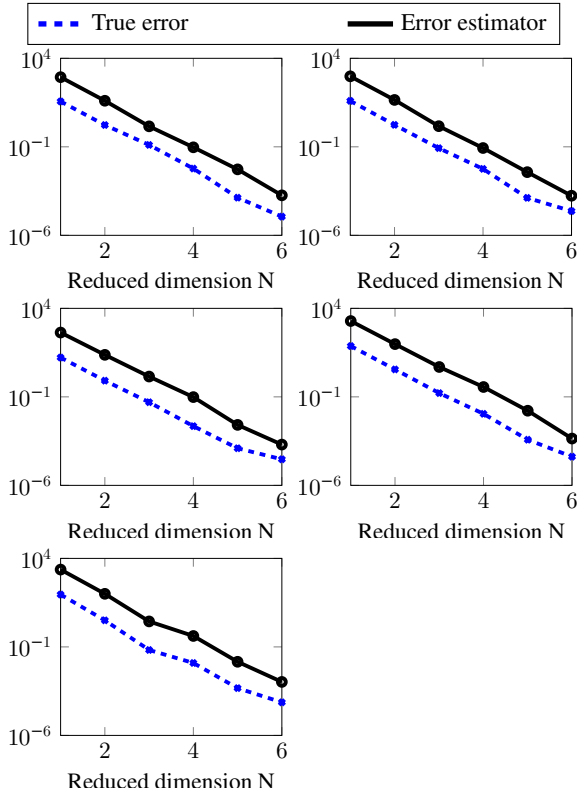 True error Error estimator
10^4 10^4
10^{-1} 10^{-1}
10^{-6} 10^{-6}
2 4 6 2 4 6
Reduced dimension N Reduced dimension N
10^4 10^4
10^{-1} 10^{-1}
10^{-6} 10^{-6}
2 4 6 2 4 6
Reduced dimension N Reduced dimension N
10^4
10^{-1}
10^{-6}
2 4 6
Reduced dimension N